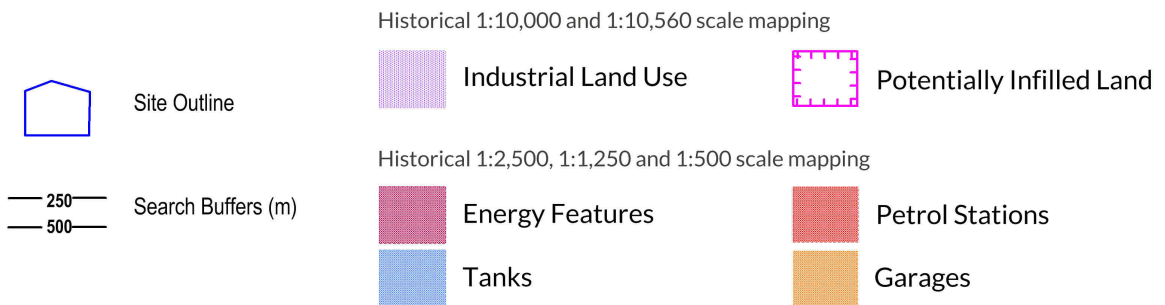 Historical 1:10,000 and 1:10,560 scale mapping
Industrial Land Use
Potentially Infilled Land
Site Outline
Historical 1:2,500, 1:1,250 and 1:500 scale mapping
250
500
Search Buffers (m)
Energy Features
Petrol Stations
Tanks
Garages